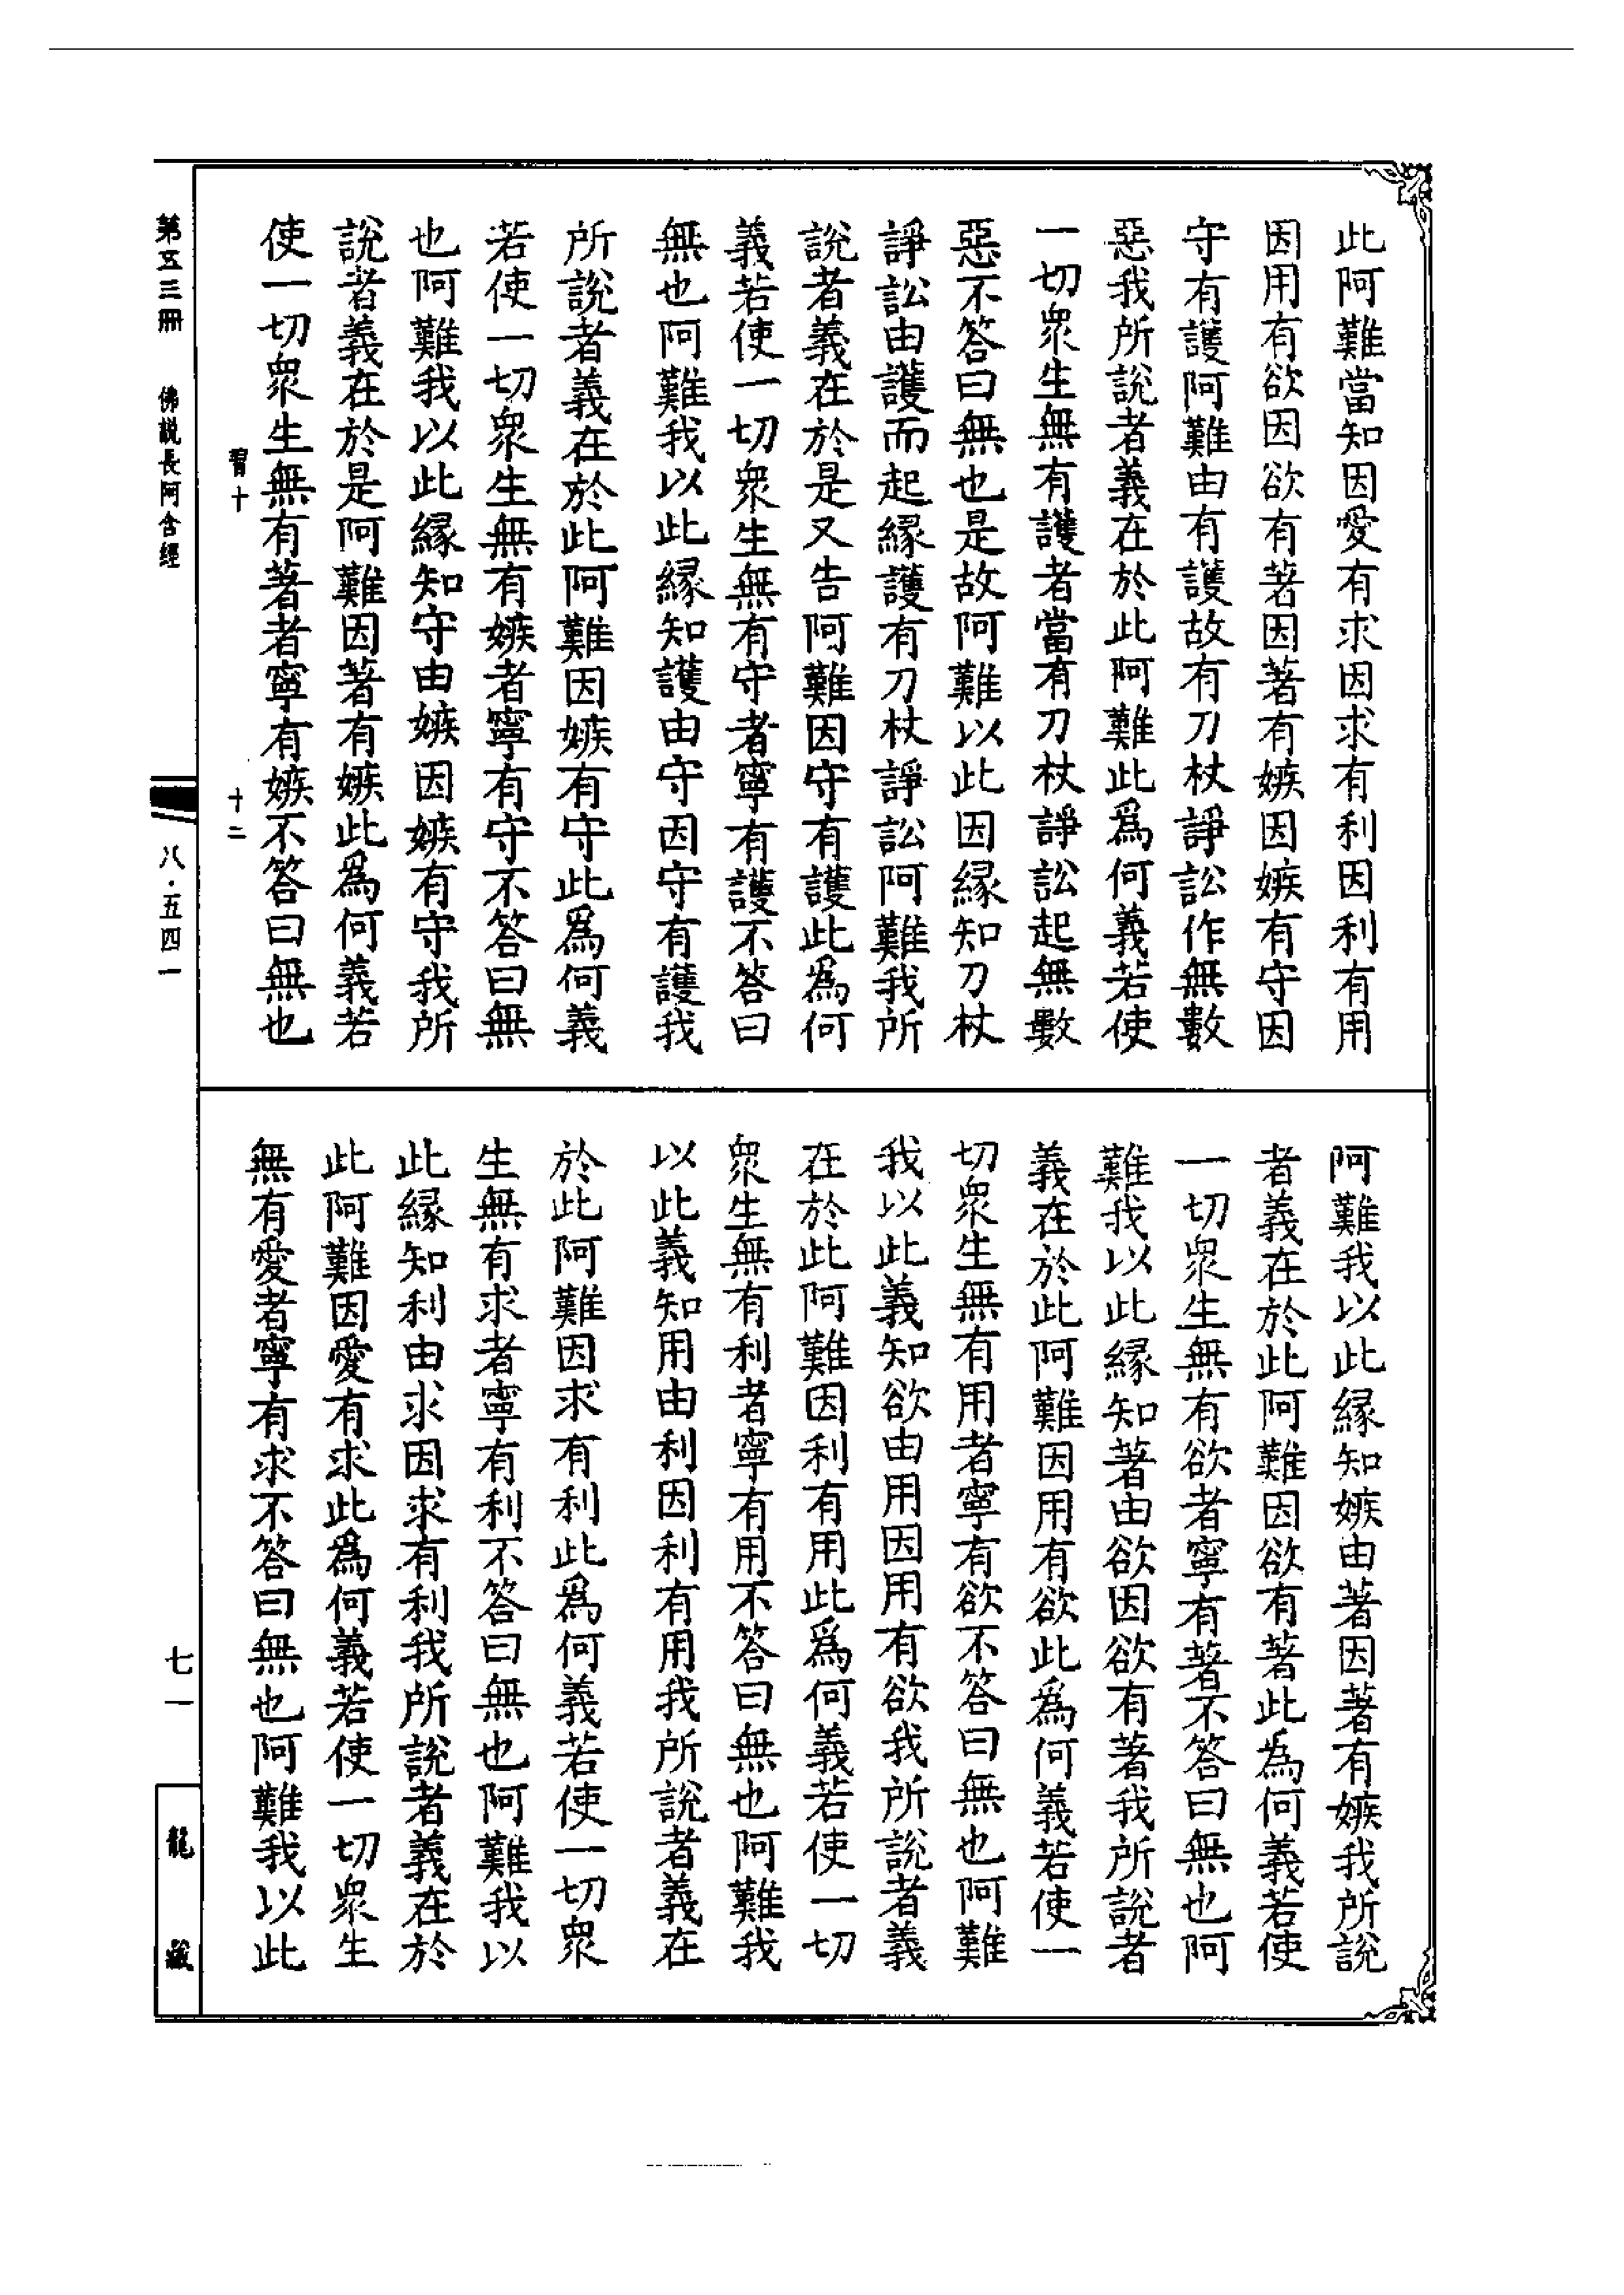 此阿難當知因愛有求因求有利因利有用
因用有欲因欲有著因著有嫉因嫉有守因
守有護阿難由有護故有刀杖諍訟作無數
惡我所說者義在於此阿難此爲何義若使
一切眾生無有護者當有刀杖諍訟起無數
惡不答曰無也是故阿難以此因緣知刀杖
諍訟由護而起緣護有刀杖諍訟阿難我所
說者義在於是又告阿難因守有護此爲何
義若使一切眾生無有守者寧有護不答曰
無也阿難我以此緣知護由守因守有護我
所說者義在於此阿難因嫉有守此爲何義
若使一切眾生無有嫉者寧有守不答曰無
也阿難我以此緣知守由嫉因嫉有守我所
說者義在於是阿難因著有嫉此爲何義若
使一切眾生無有著者寧有嫉不答曰無也
十 十二
阿難我以此緣知嫉由著因著有嫉我所說
者義在於此阿難因欲有著此爲何義若使
一切眾生無有欲者寧有著不答曰無也阿
難我以此緣知著由欲因欲有著我所說者
義在於此阿難因用有欲此爲何義若使一
切眾生無有用者寧有欲不答曰無也阿難
我以此義知欲由用因用有欲我所說者義
在於此阿難因利有用此爲何義若使一切
眾生無有利者寧有用不答曰無也阿難我
以此義知用由利因利有用我所說者義在
於此阿難因求有利此爲何義若使一切眾
生無有求者寧有利不答曰無也阿難我以
此緣知利由求因求有利我所說者義在於
此阿難因愛有求此爲何義若使一切眾生
無有愛者寧有求不答曰無也阿難我以此
第五三冊 佛說長阿含經 八·五四一 七一 龍藏